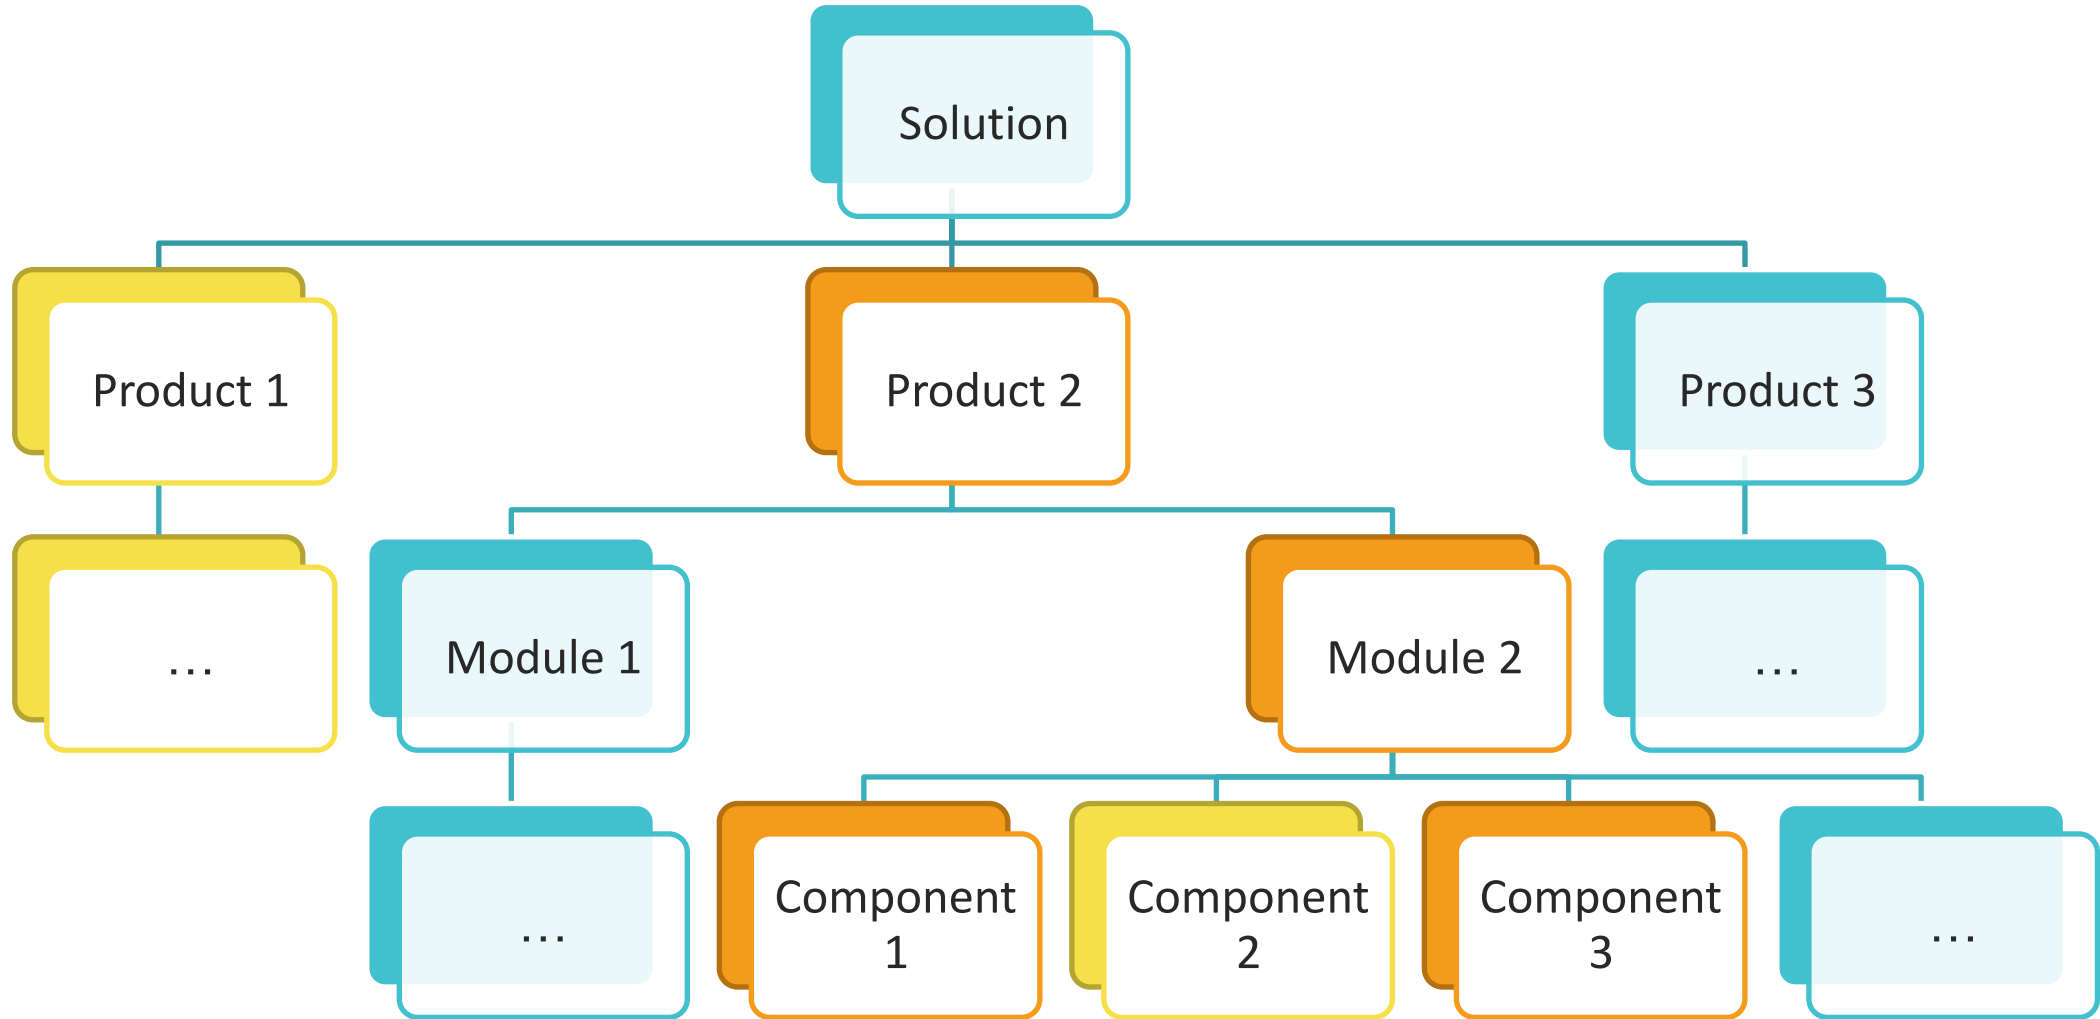 Solution
Product 1
Product 2
Product 3
...
Module 1
Module 2
...
...
Component
1
Component
2
Component
3
...